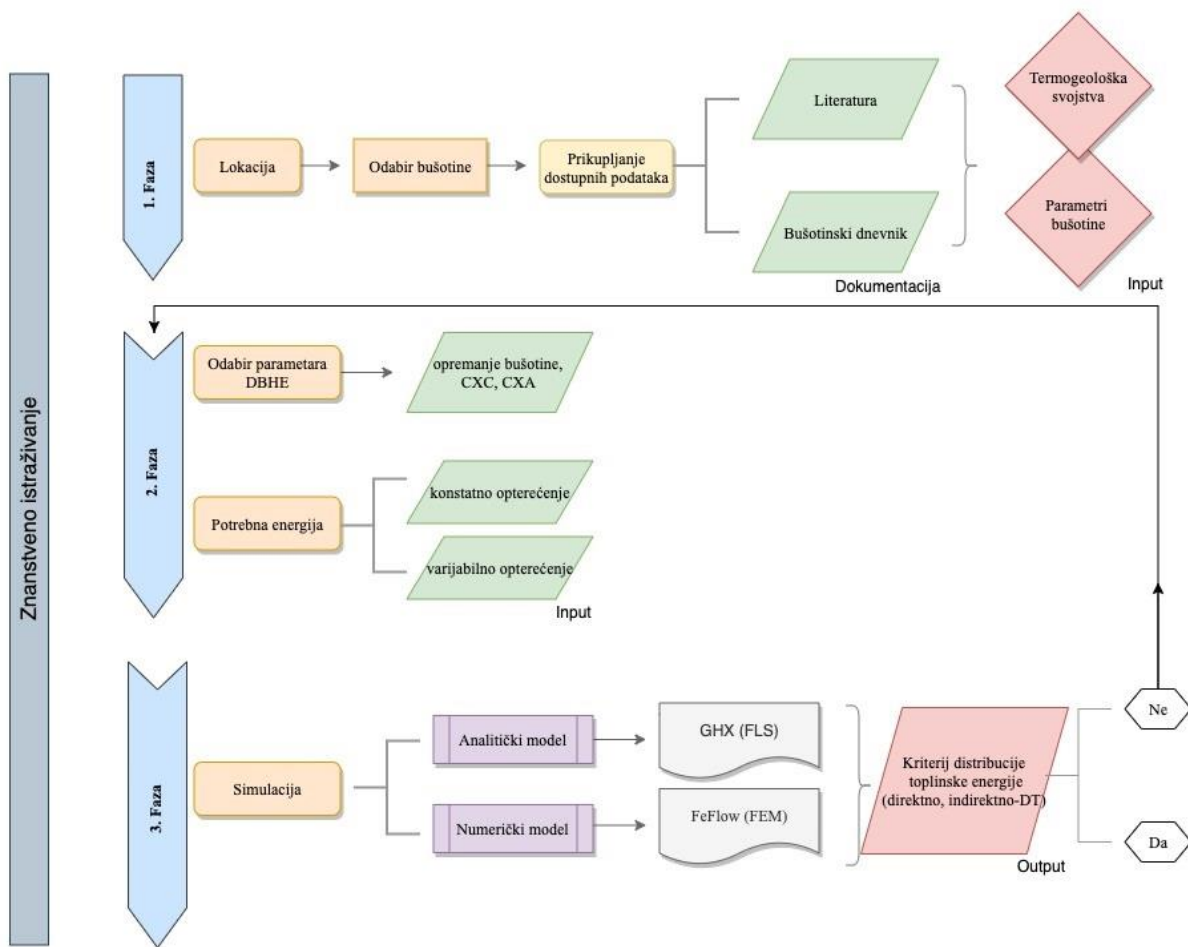 Znanstveno istraživanje
1. Faza
Lokacija
Odabir bušotine
Prikupljanje
dostupnih podataka
Literatura
Bušotinski dnevnik
Dokumentacija
Termogeološka
svojstva
Parametri
bušotine
Input
2. Faza
Odabir parametara
DBHE
opremanje bušotine,
CXC, CXA
Potrebna energija
konstatno opterećenje
varijabilno opterećenje
Input
3. Faza
Simulacija
Analitički model
GHX (FLS)
Numerički model
FeFlow (FEM)
Kriterij distribucije
toplinske energije
(direktno, indirektno-DT)
Output
Ne
Da